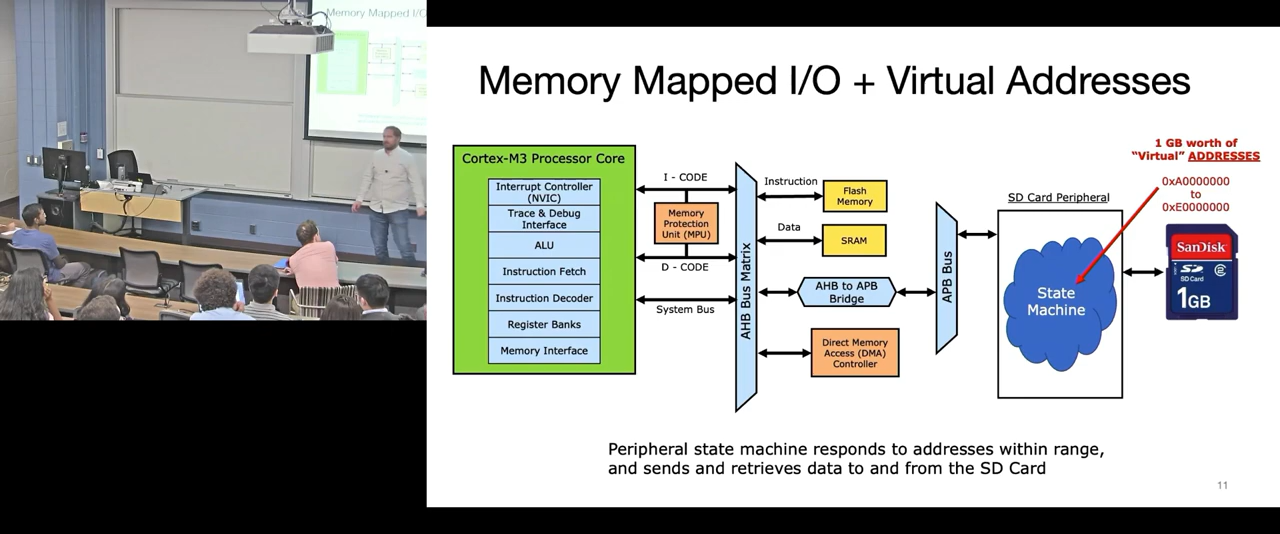 Memory Mapped I/O
Memory Mapped I/O + Virtual Addresses
Cortex-M3 Processor Core
Interrupt Controller
(NVIC)
Trace & Debug
Interface
ALU
Instruction Fetch
Instruction Decoder
Register Banks
Memory Interface
I - CODE
Memory
Protection
Unit (MPU)
D - CODE
System Bus
AHB Bus Matrix
Instruction
Flash
Memory
Data
SRAM
AHB to APB
Bridge
Direct Memory
Access (DMA)
Controller
APB Bus
SD Card Peripheral
State
Machine
1 GB worth of
"Virtual" ADDRESSES
0xA0000000
to
0xE0000000
SanDisk
SD
2
SD Card
1GB
Peripheral state machine responds to addresses within range,
and sends and retrieves data to and from the SD Card
11